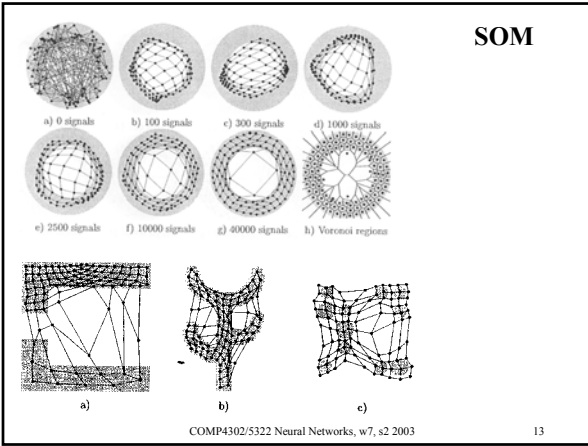 SOM
a) 0 signals
b) 100 signals
c) 300 signals
d) 1000 signals
e) 2500 signals
f) 10000 signals
g) 40000 signals
h) Voronoi regions
a)
b)
c)
COMP4302/5322 Neural Networks, w7, s2 2003
13